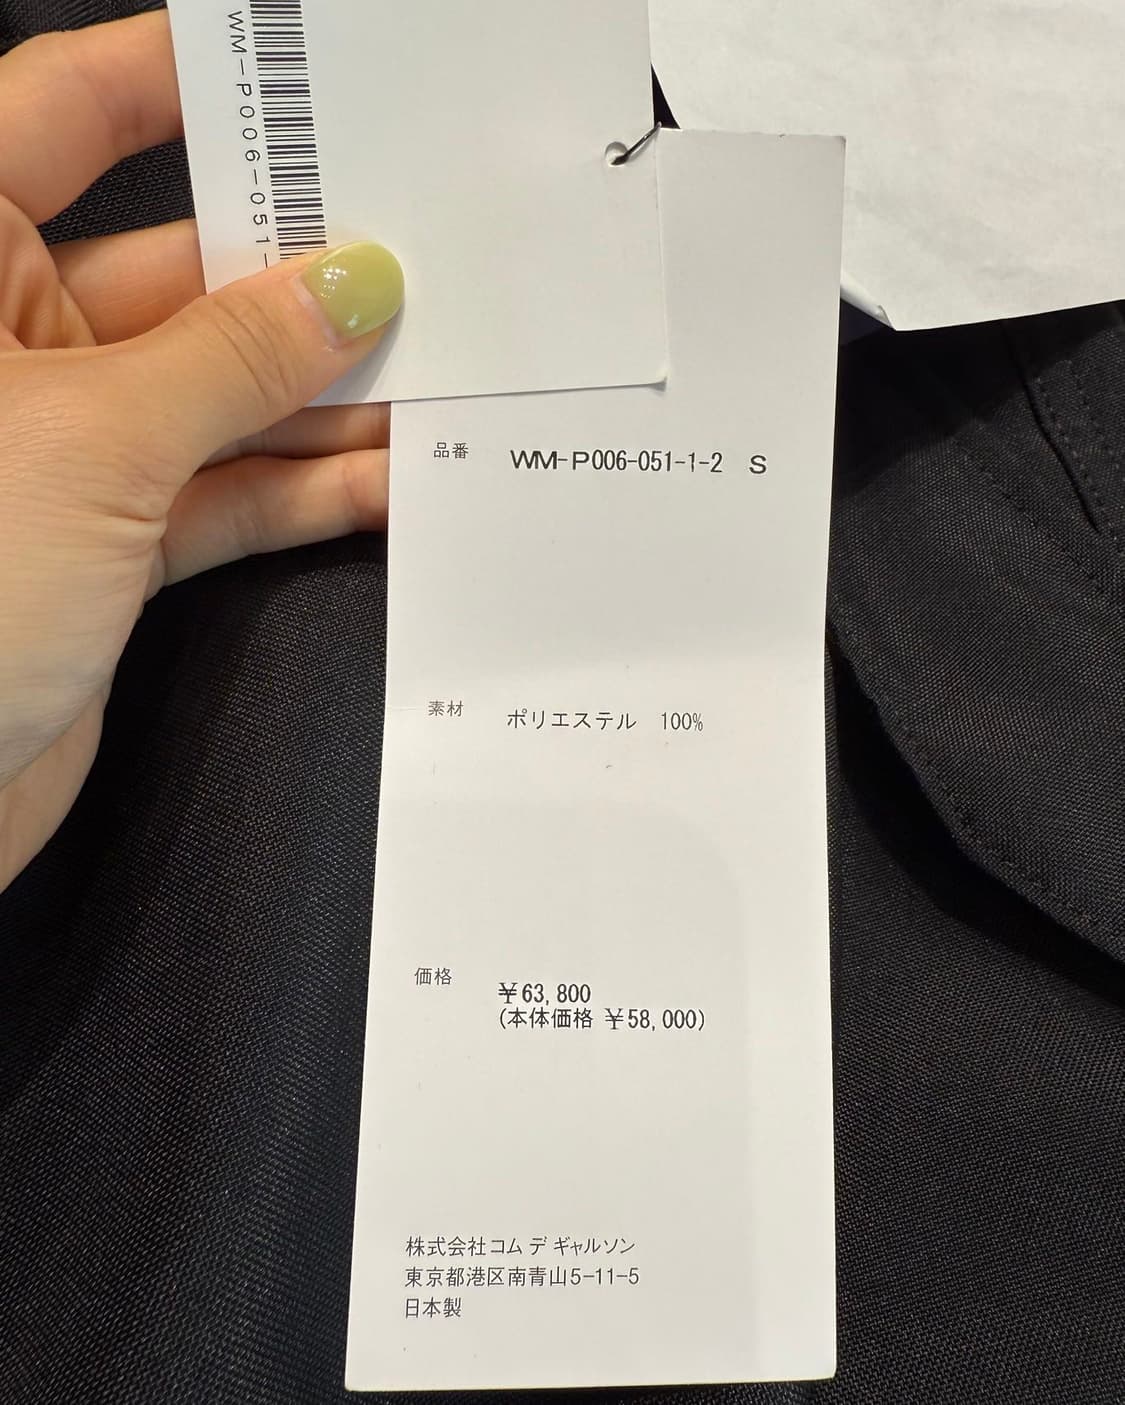 WM-P006-051-
品番 WM-P006-051-1-2 S
素材 ポリエステル 100%
価格 ¥63,800
(本体価格 ¥58,000)
株式会社コム デ ギャルソン
東京都港区南青山5-11-5
日本製